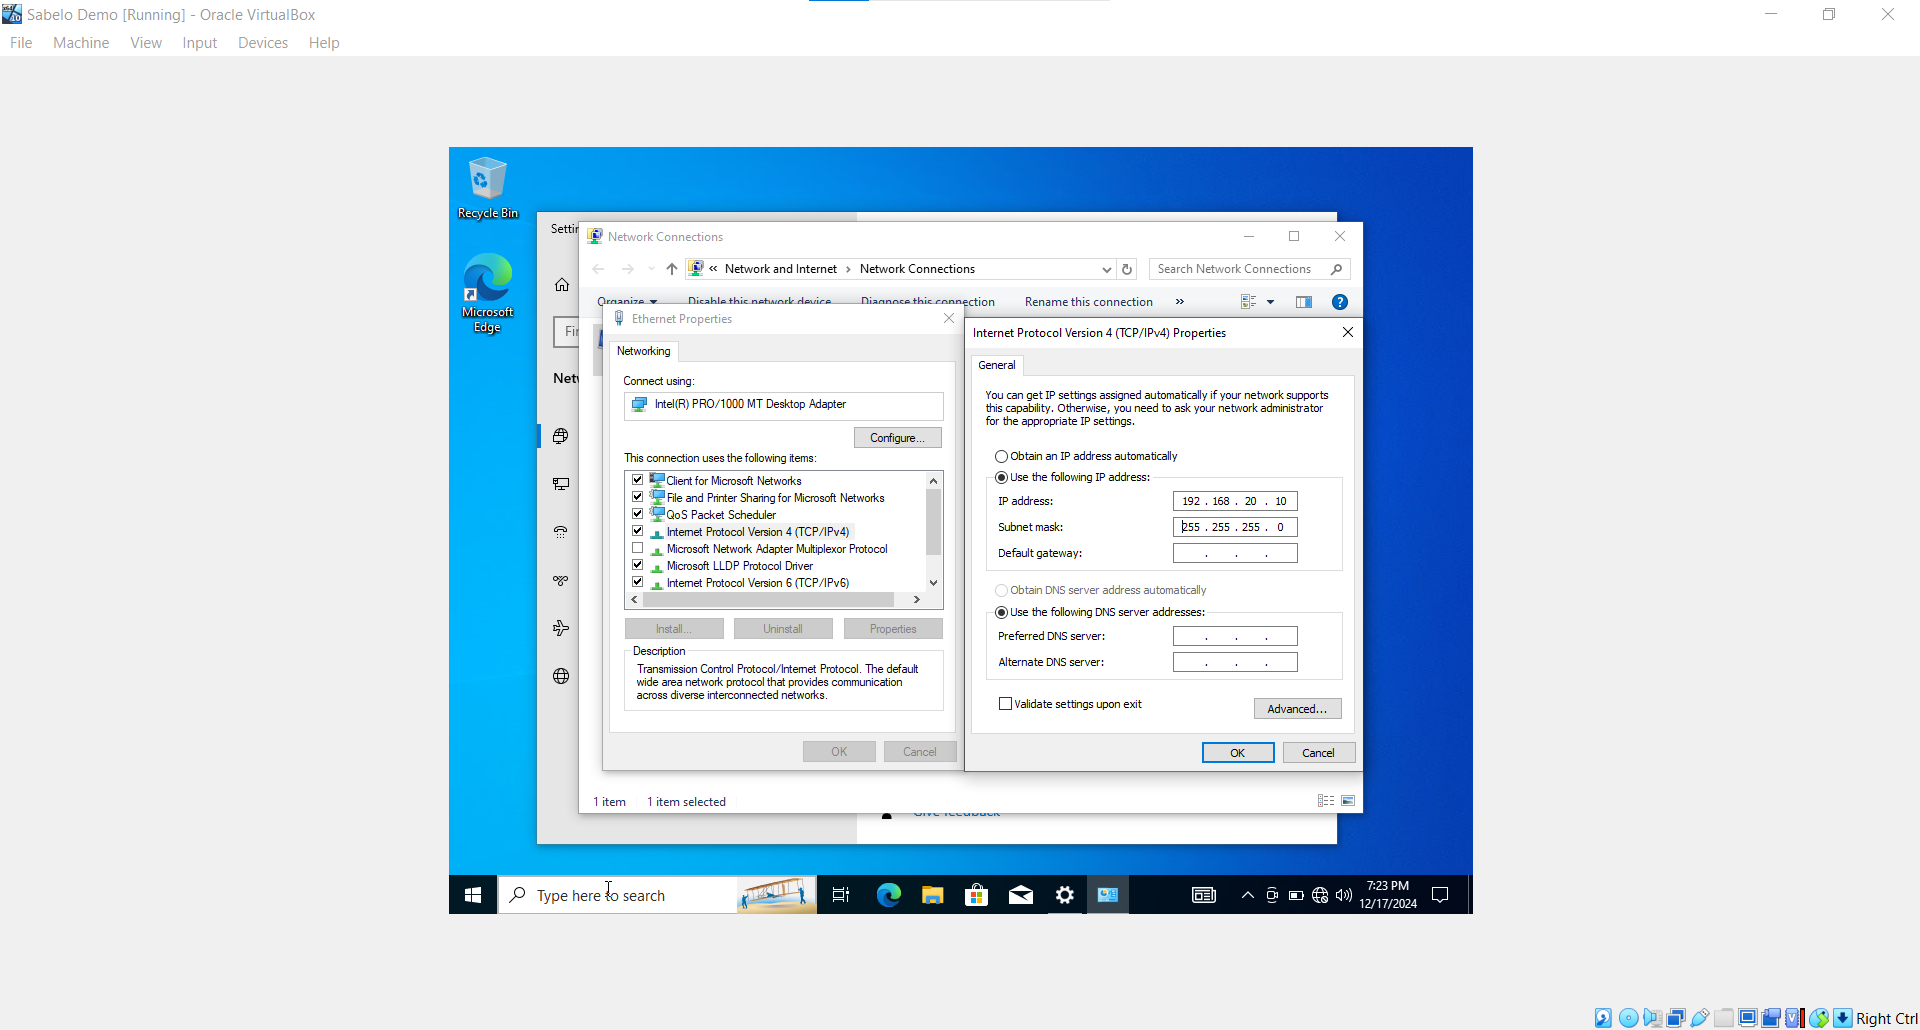 Sabelo Demo [Running] - Oracle VirtualBox
File Machine View Input Devices Help
Recycle Bin
Microsoft
Edge
Network Connections
« Network and Internet › Network Connections
Search Network Connections
Organize Disable this network device Diagnose this connection Rename this connection »
Ethernet Properties
Networking
Connect using:
Intel(R) PRO/1000 MT Desktop Adapter
Configure...
This connection uses the following items:
Client for Microsoft Networks
File and Printer Sharing for Microsoft Networks
QoS Packet Scheduler
Internet Protocol Version 4 (TCP/IPv4)
Microsoft Network Adapter Multiplexor Protocol
Microsoft LLDP Protocol Driver
Internet Protocol Version 6 (TCP/IPv6)
Install... Uninstall Properties
Description
Transmission Control Protocol/Internet Protocol. The default
wide area network protocol that provides communication
across diverse interconnected networks.
OK Cancel
Internet Protocol Version 4 (TCP/IPv4) Properties
General
You can get IP settings assigned automatically if your network supports
this capability. Otherwise, you need to ask your network administrator
for the appropriate IP settings.
Obtain an IP address automatically
Use the following IP address:
IP address: 192 . 168 . 20 . 10
Subnet mask: 255 . 255 . 255 . 0
Default gateway: . . .
Obtain DNS server address automatically
Use the following DNS server addresses:
Preferred DNS server: . . .
Alternate DNS server: . . .
Validate settings upon exit
Advanced...
OK Cancel
1 item 1 item selected
Give feedback
Type here to search
7:23 PM
12/17/2024
Right Ctrl